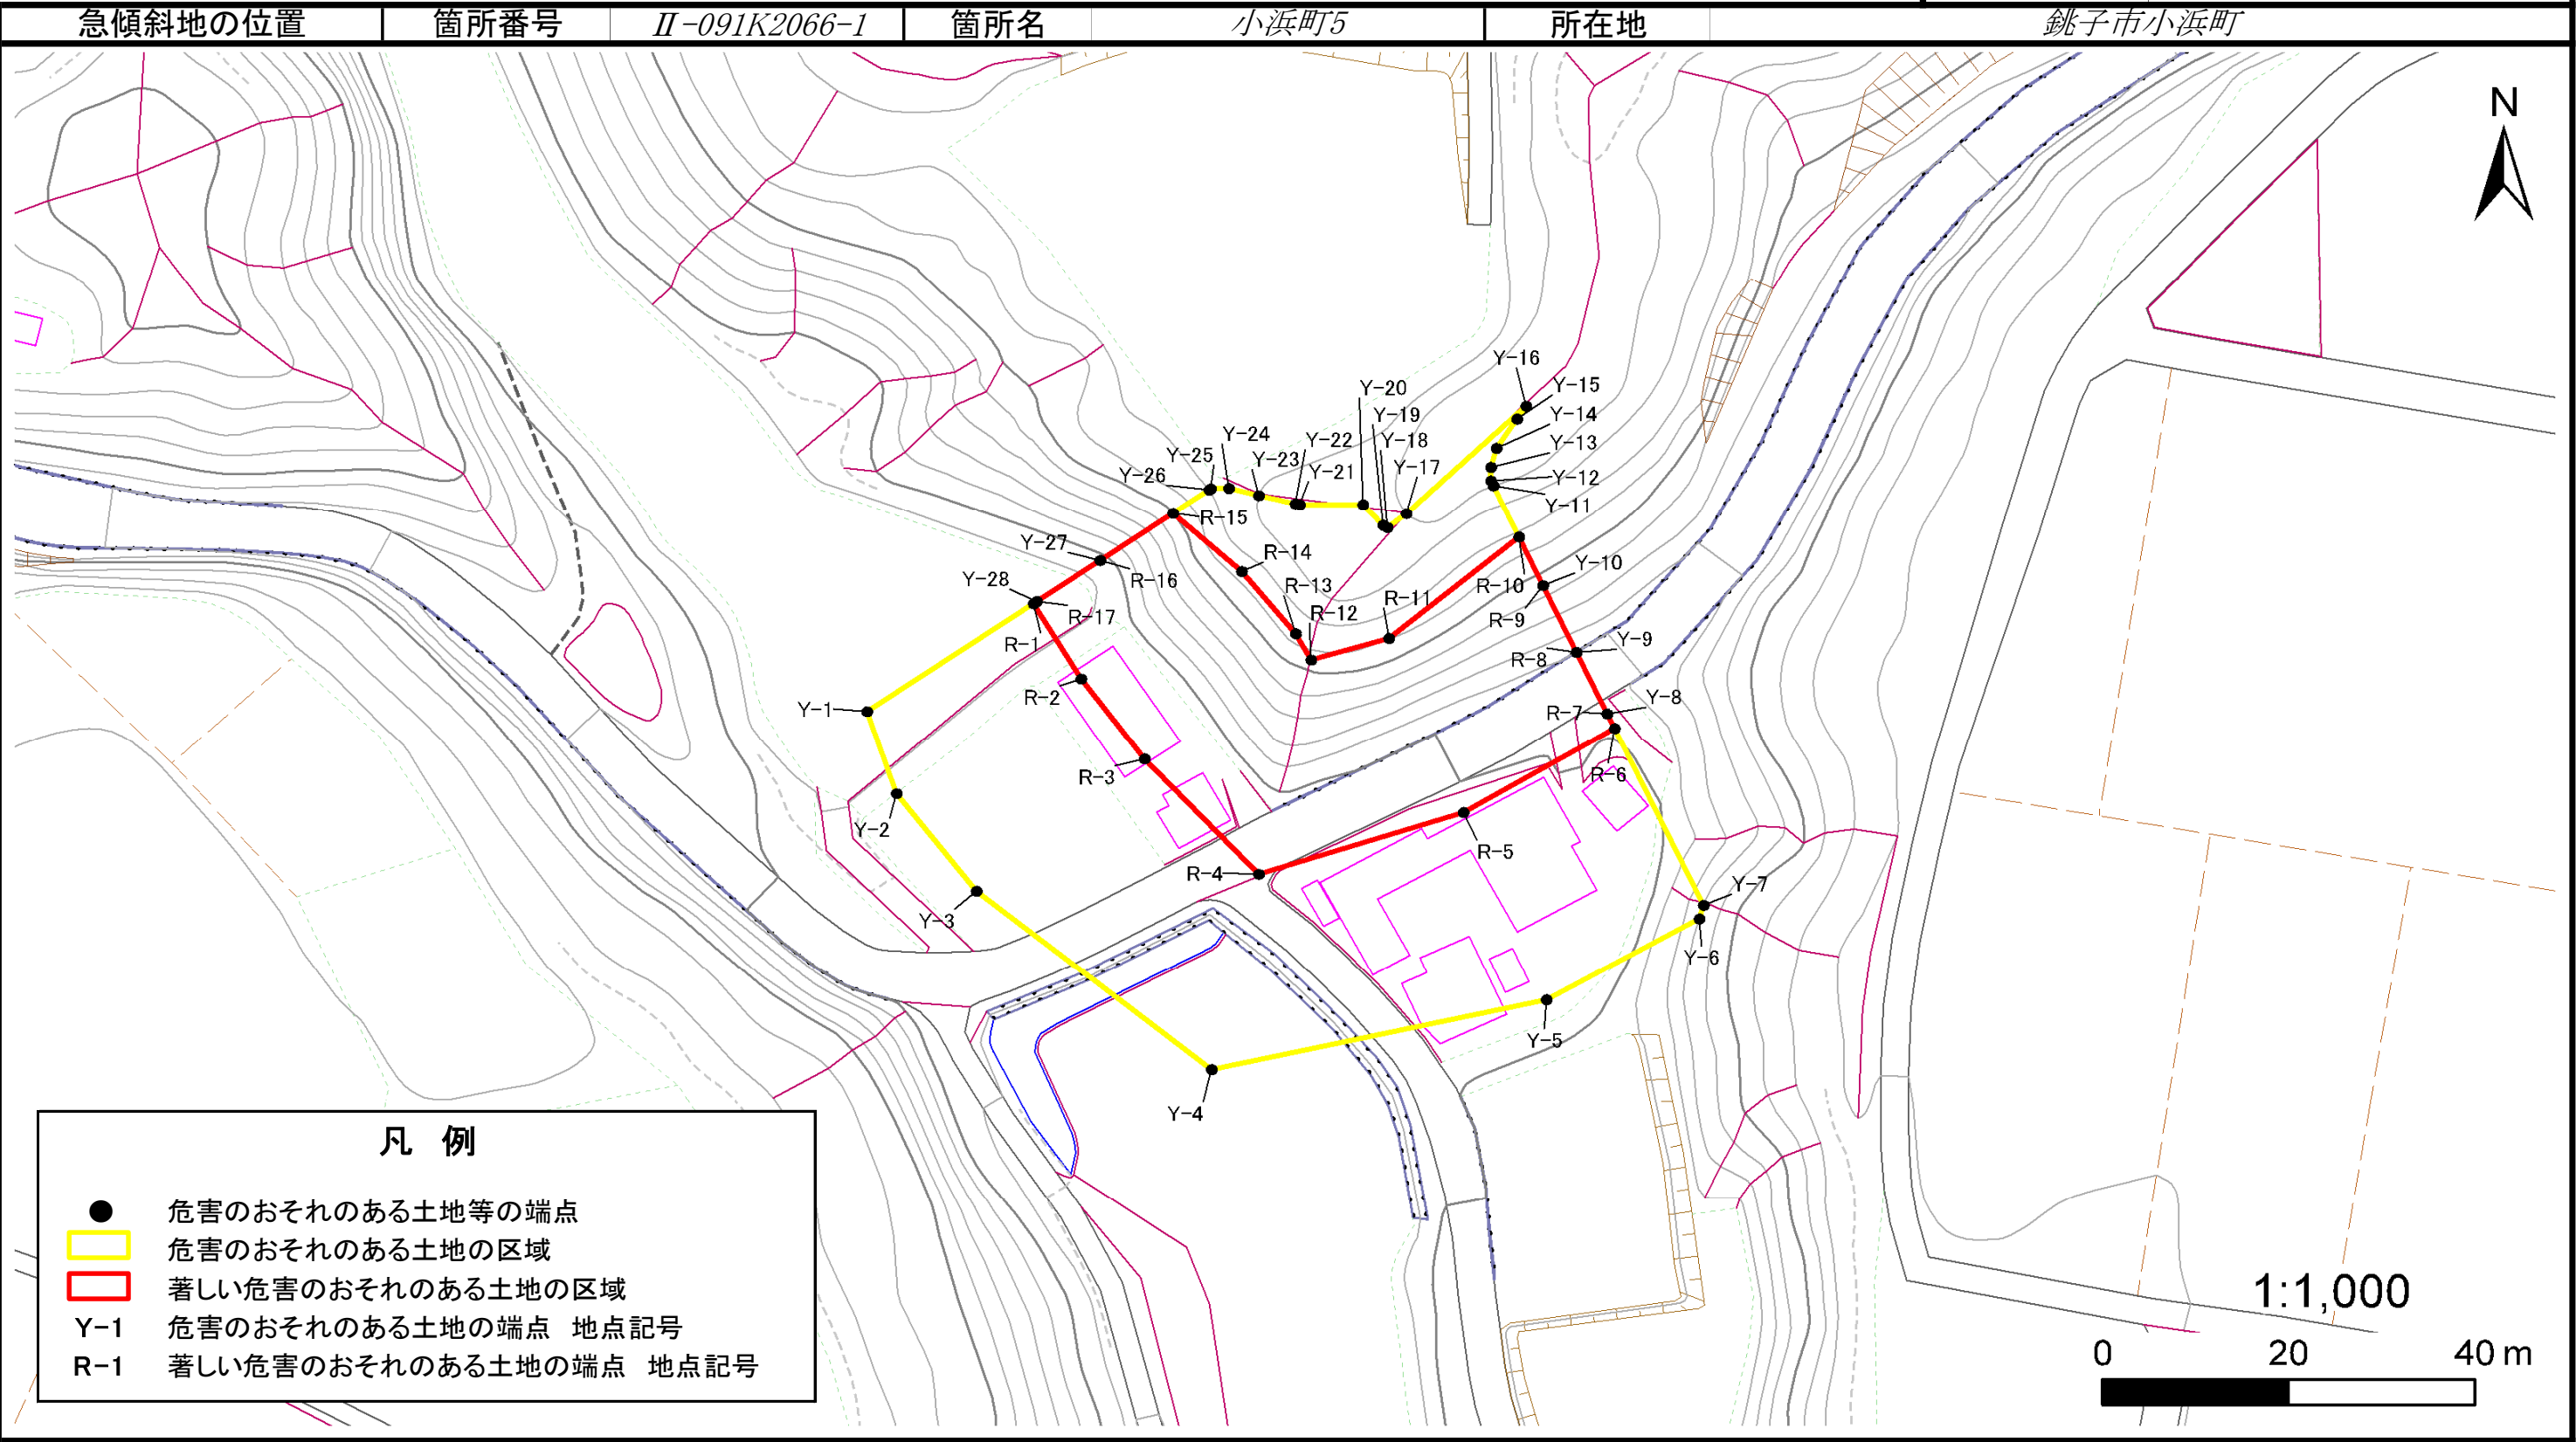 急傾斜地の位置 箇所番号 Ⅱ-091K2066-1 箇所名 小浜町5 所在地 銚子市小浜町
N
Y-16
Y-15
Y-20
Y-14
Y-19
Y-24
Y-22
Y-18
Y-13
Y-25
Y-23
Y-21
Y-17
Y-26
Y-12
Y-11
R-15
Y-27
R-14
Y-10
Y-28
R-16
R-13
R-10
R-17
R-12
R-11
R-9
R-1
Y-9
R-8
R-2
Y-8
Y-1
R-7
R-3
R-6
Y-2
R-5
R-4
Y-7
Y-3
Y-6
Y-5
Y-4
凡 例
危害のおそれのある土地等の端点
危害のおそれのある土地の区域
著しい危害のおそれのある土地の区域
Y-1 危害のおそれのある土地の端点 地点記号
R-1 著しい危害のおそれのある土地の端点 地点記号
1:1,000
0 20 40 m